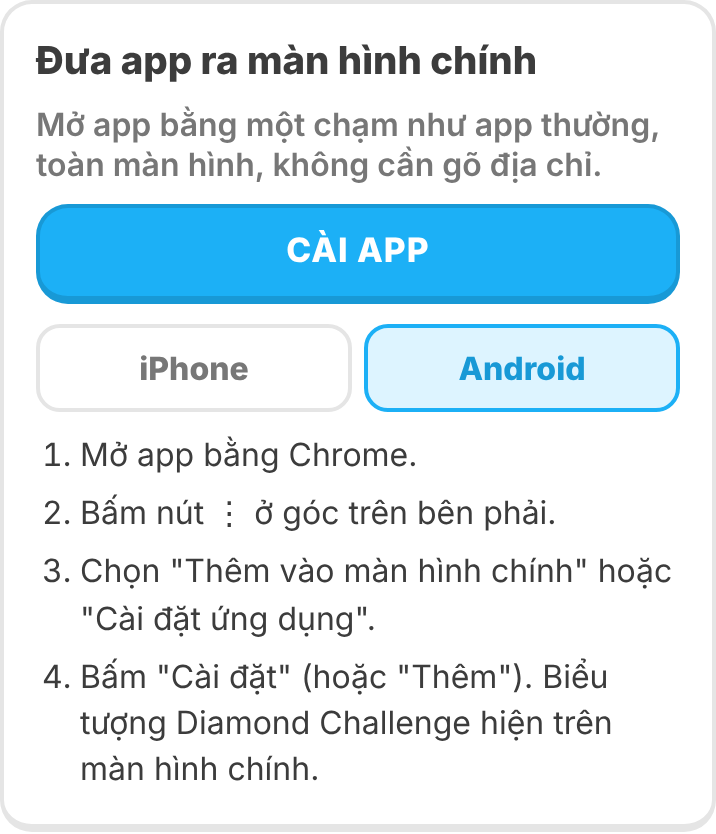 Đưa app ra màn hình chính
Mở app bằng một chạm như app thường,
toàn màn hình, không cần gõ địa chỉ.
CÀI APP
iPhone
Android
1. Mở app bằng Chrome.
2. Bấm nút ⋮ ở góc trên bên phải.
3. Chọn "Thêm vào màn hình chính" hoặc
"Cài đặt ứng dụng".
4. Bấm "Cài đặt" (hoặc "Thêm"). Biểu
tượng Diamond Challenge hiện trên
màn hình chính.